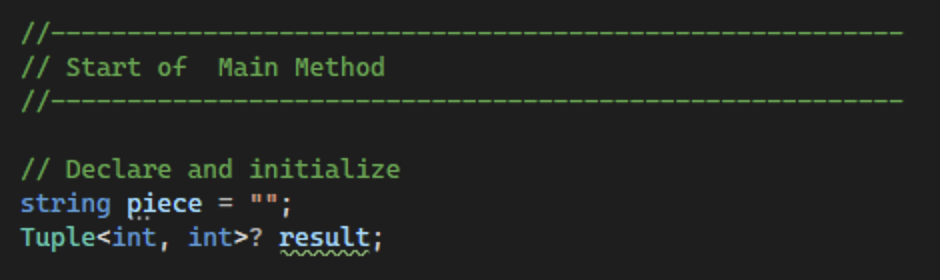 //--------------------------------------------------------
// Start of  Main Method
//--------------------------------------------------------
// Declare and initialize
string piece = "";
Tuple<int, int>? result;